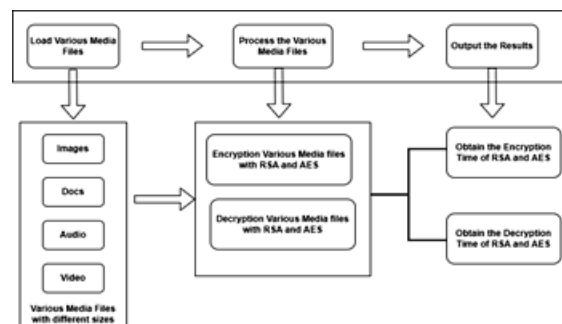 Load Various Media
Files
Process the Various
Media Files
Output the Results
Images
Docs
Audio
Video
Various Media Files
with different sizes
Encryption Various Media files
with RSA and AES
Decryption Various Media files
with RSA and AES
Obtain the Encryption
Time of RSA and AES
Obtain the Decryption
Time of RSA and AES